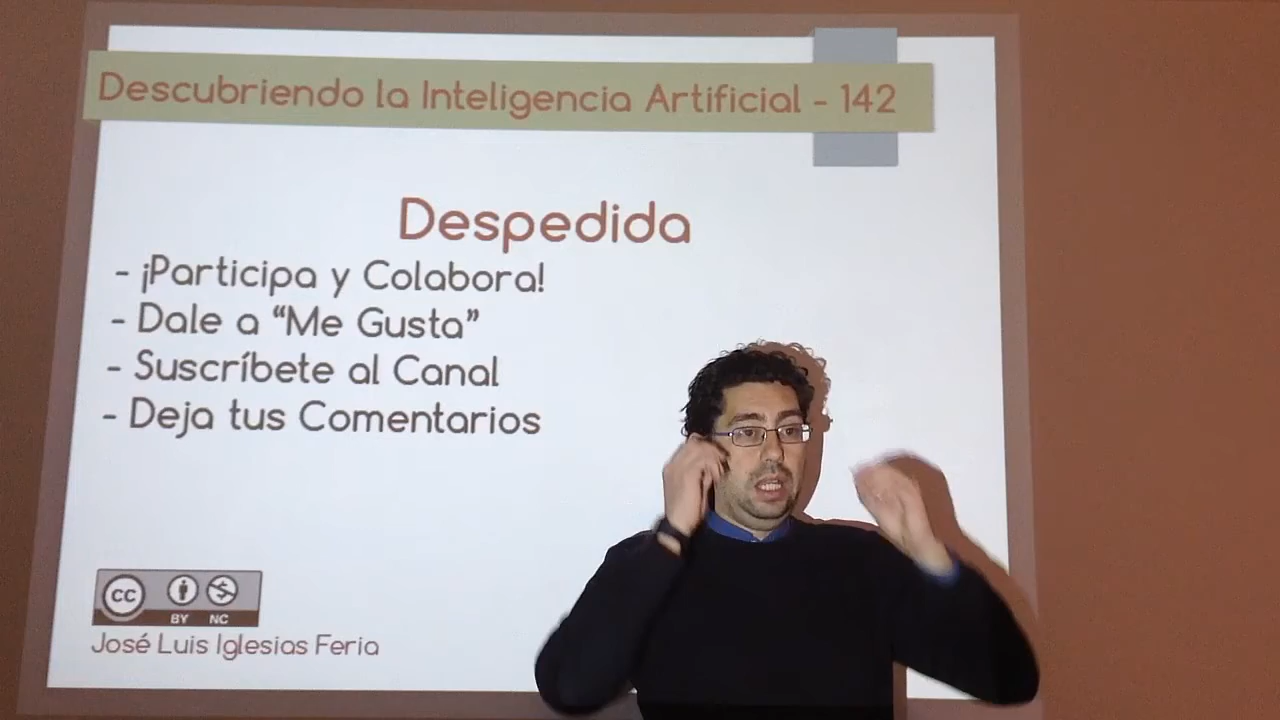 Descubriendo la Inteligencia Artificial - 142
Despedida
- ¡Participa y Colabora!
- Dale a “Me Gusta”
- Suscríbete al Canal
- Deja tus Comentarios
cc
BY NC
José Luis Iglesias Feria